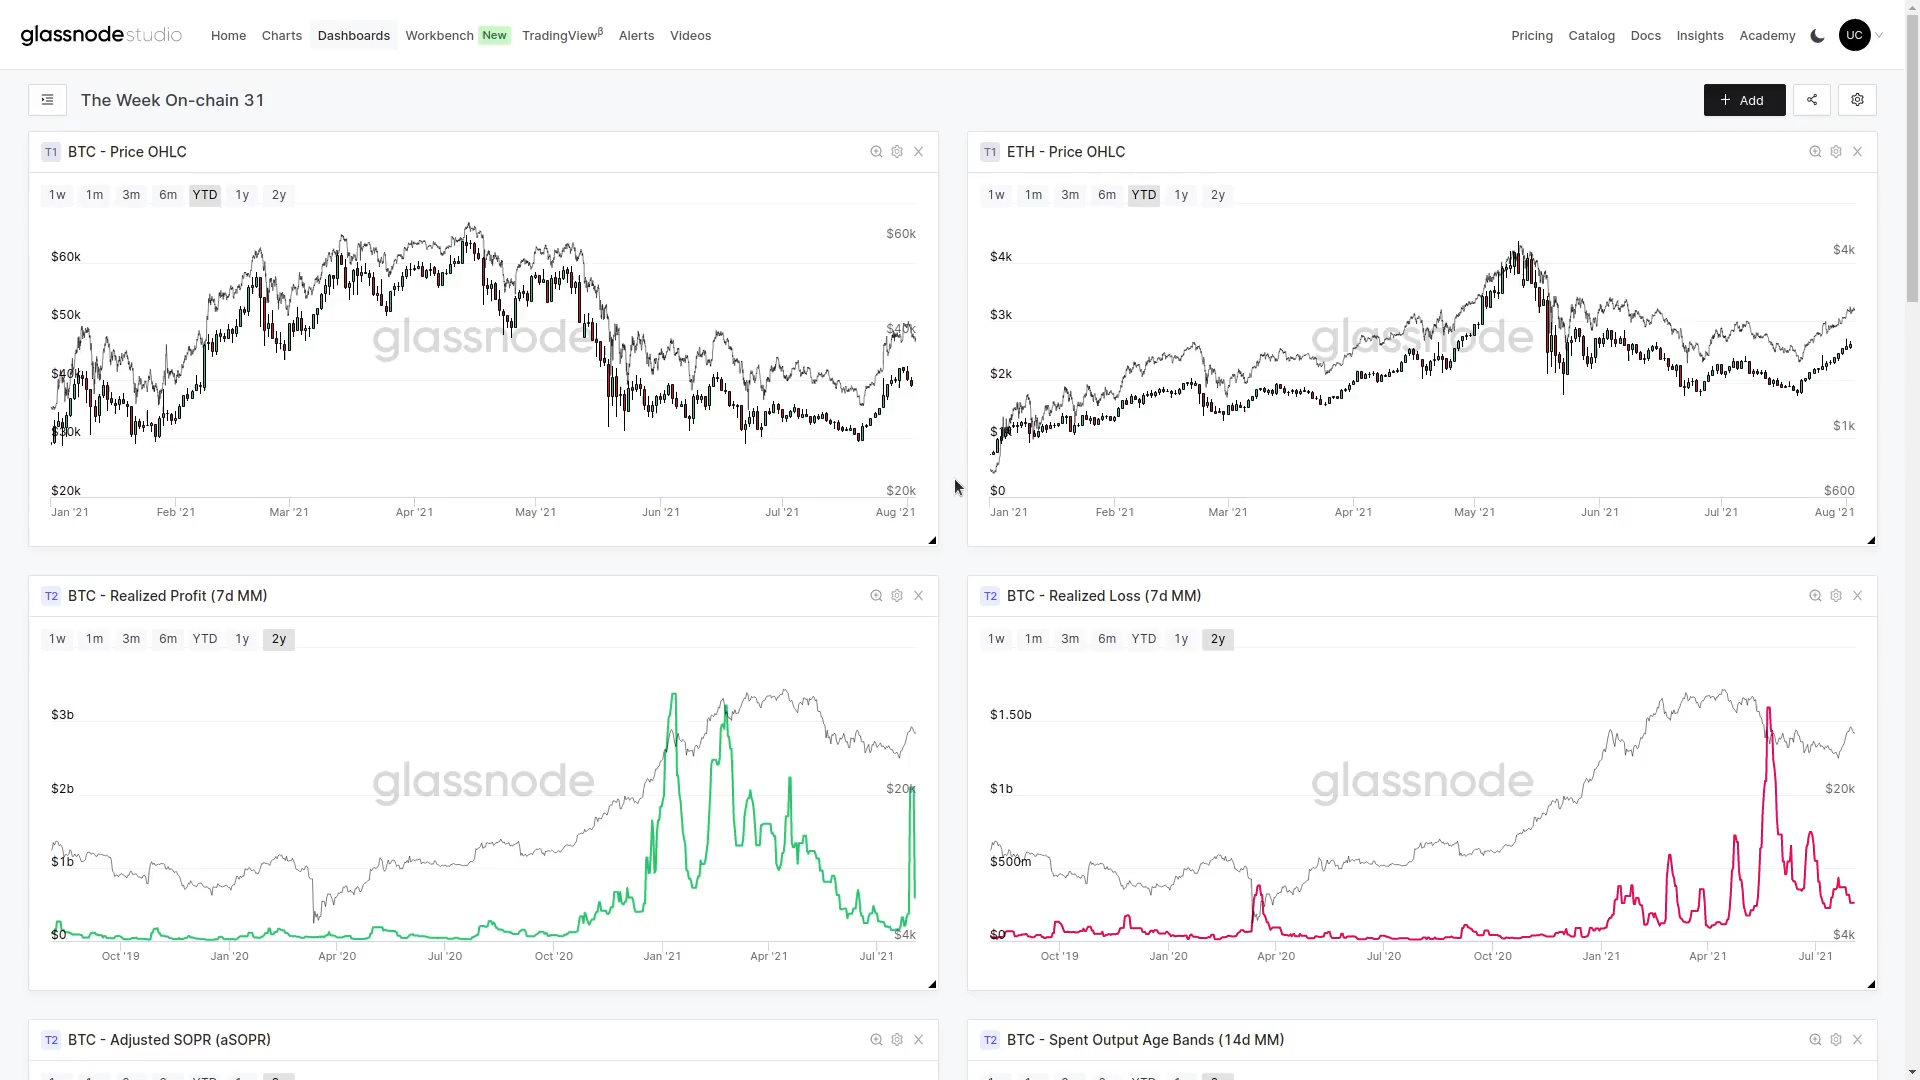 glassnode studio Home Charts Dashboards Workbench New TradingViewβ Alerts Videos Pricing Catalog Docs Insights Academy UC
The Week On-chain 31 + Add
T1 BTC - Price OHLC
1w 1m 3m 6m YTD 1y 2y
$60k
$60k
$50k
$40k
$40k
$30k
$20k
$20k
glassnode
Jan '21 Feb '21 Mar '21 Apr '21 May '21 Jun '21 Jul '21 Aug '21
T1 ETH - Price OHLC
1w 1m 3m 6m YTD 1y 2y
$4k
$4k
$3k
$2k
$1k
$1k
$0
$600
glassnode
Jan '21 Feb '21 Mar '21 Apr '21 May '21 Jun '21 Jul '21 Aug '21
T2 BTC - Realized Profit (7d MM)
1w 1m 3m 6m YTD 1y 2y
$3b
$2b
$20k
$1b
$0
$4k
glassnode
Oct '19 Jan '20 Apr '20 Jul '20 Oct '20 Jan '21 Apr '21 Jul '21
T2 BTC - Realized Loss (7d MM)
1w 1m 3m 6m YTD 1y 2y
$1.50b
$1b
$20k
$500m
$0
$4k
glassnode
Oct '19 Jan '20 Apr '20 Jul '20 Oct '20 Jan '21 Apr '21 Jul '21
T2 BTC - Adjusted SOPR (aSOPR)
T2 BTC - Spent Output Age Bands (14d MM)